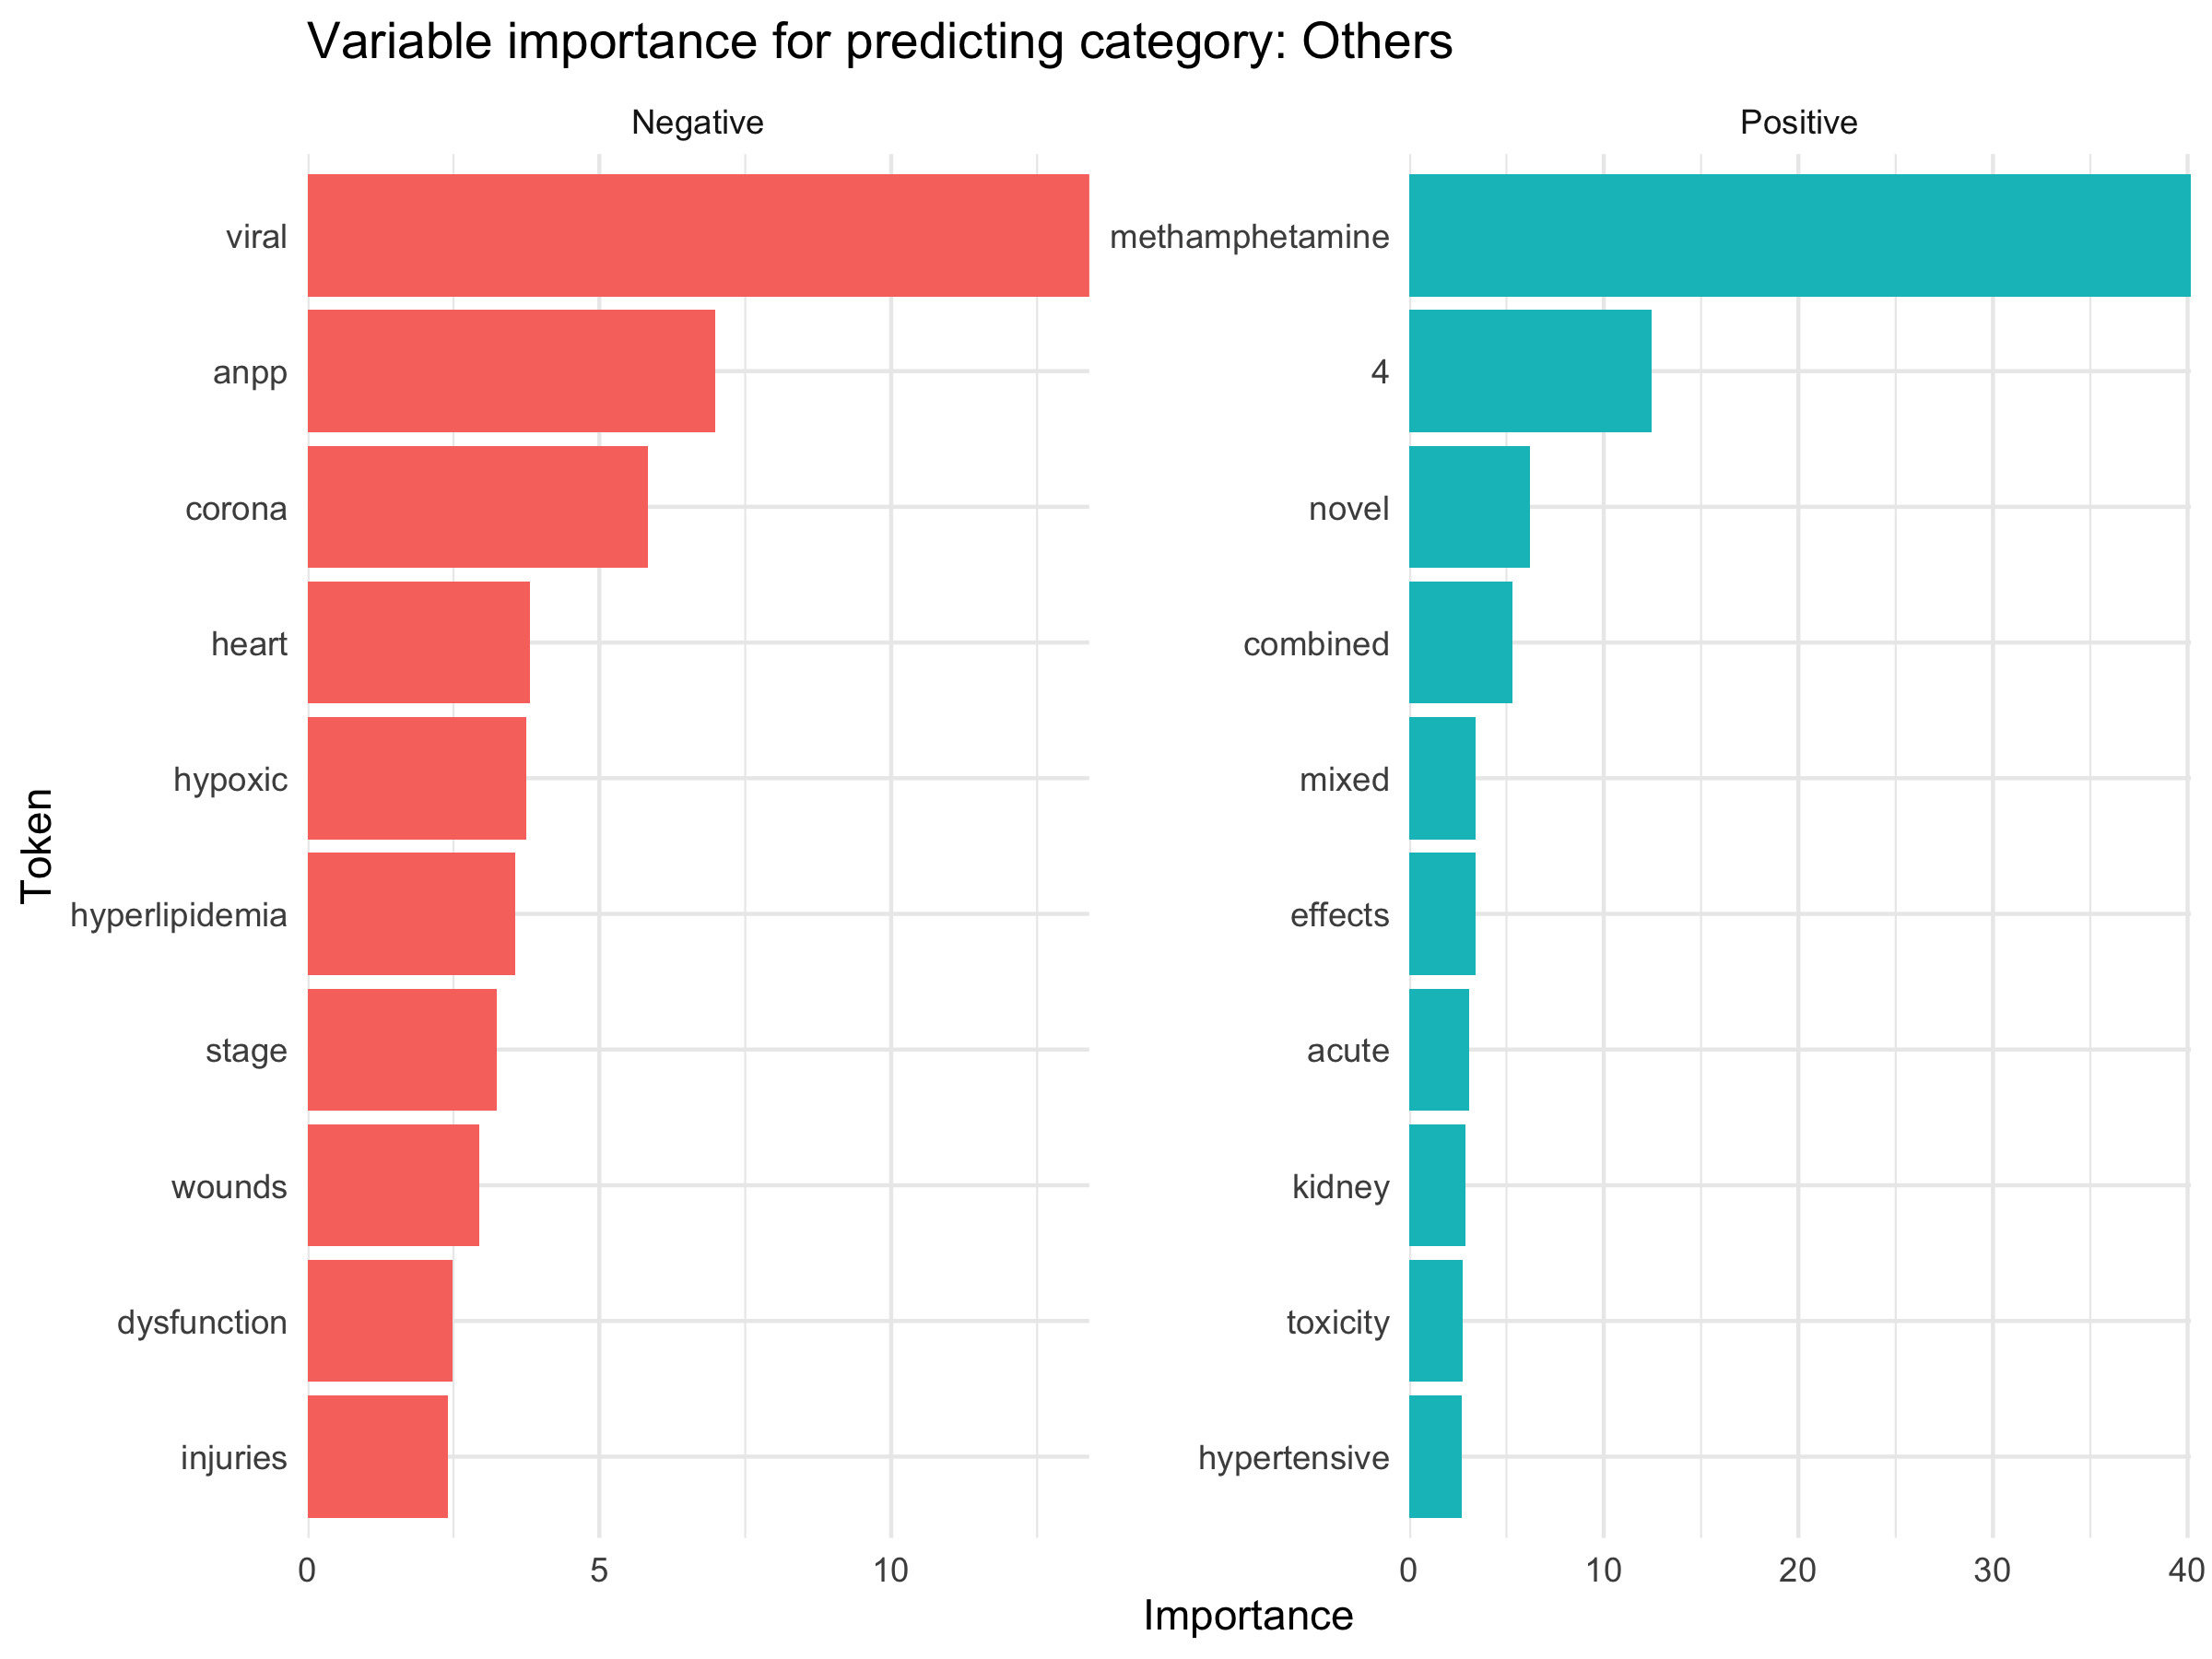 Variable importance for predicting category: Others
Negative
Positive
Token
viral
anpp
corona
heart
hypoxic
hyperlipidemia
stage
wounds
dysfunction
injuries
0 5 10
methamphetamine
4
novel
combined
mixed
effects
acute
kidney
toxicity
hypertensive
0 10 20 30 40
Importance